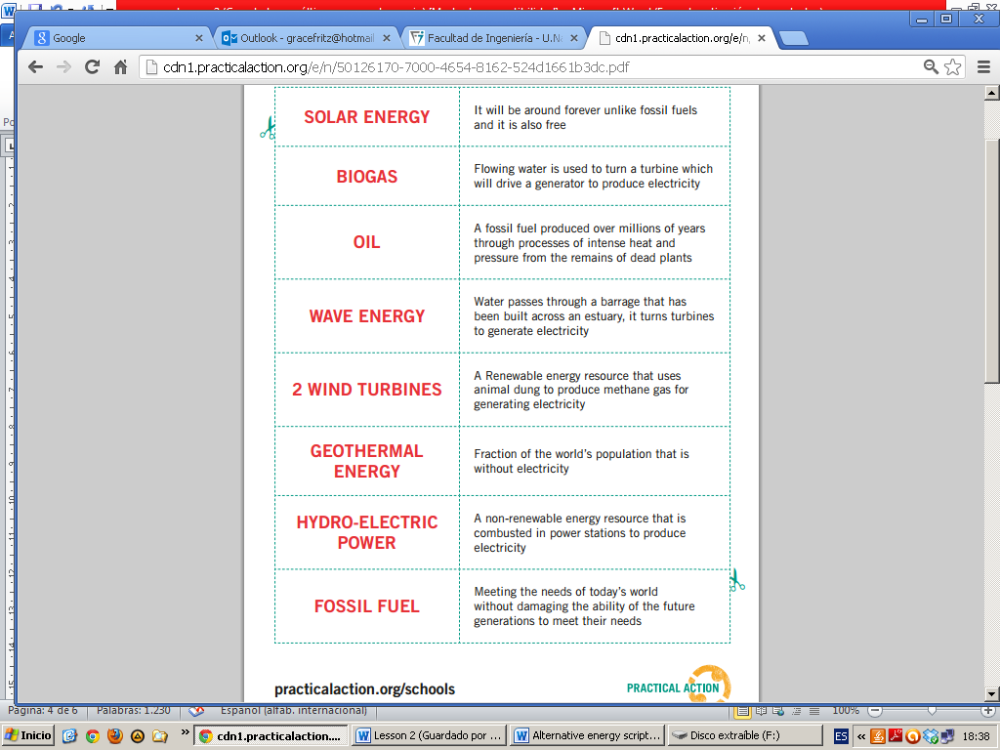 Google
Outlook - gracefritz@hotmail
Facultad de Ingeniería - U.Na
cdn1.practicalaction.org/e/n,
cdn1.practicalaction.org/e/n/50126170-7000-4654-8162-524d1661b3dc.pdf
SOLAR ENERGY
It will be around forever unlike fossil fuels
and it is also free
BIOGAS
Flowing water is used to turn a turbine which
will drive a generator to produce electricity
OIL
A fossil fuel produced over millions of years
through processes of intense heat and
pressure from the remains of dead plants
WAVE ENERGY
Water passes through a barrage that has
been built across an estuary, it turns turbines
to generate electricity
2 WIND TURBINES
A Renewable energy resource that uses
animal dung to produce methane gas for
generating electricity
GEOTHERMAL
ENERGY
Fraction of the world's population that is
without electricity
HYDRO-ELECTRIC
POWER
A non-renewable energy resource that is
combusted in power stations to produce
electricity
FOSSIL FUEL
Meeting the needs of today's world
without damaging the ability of the future
generations to meet their needs
practicalaction.org/schools
PRACTICAL ACTION
Página: 4 de 6
Palabras: 1.230
Español (alfab. internacional)
100%
Inicio
cdn1.practicalaction....
Lesson 2 (Guardado por ...
Alternative energy script...
Disco extraíble (F:)
ES
18:38